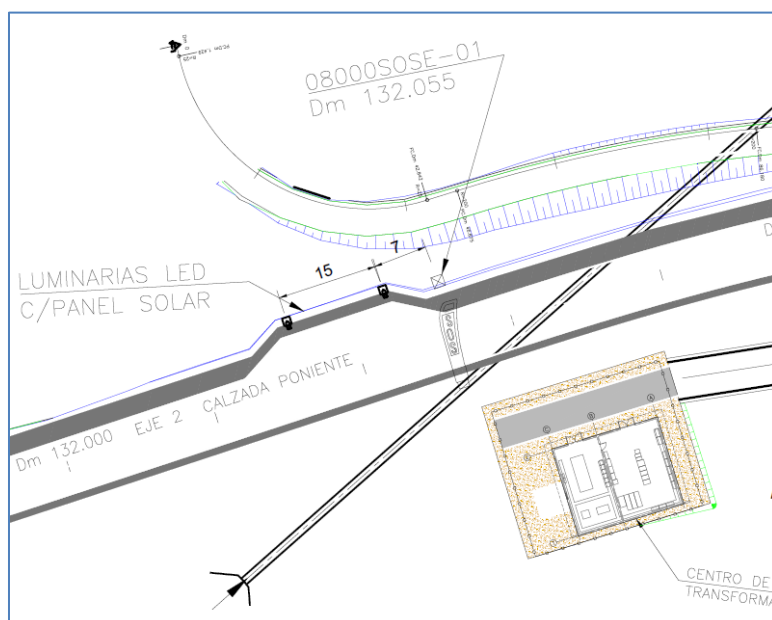 08000SOSE-01
Dm 132.055
7
15
LUMINARIAS LED
C/PANEL SOLAR
Dm 132.000 EJE 2 CALZADA PONIENTE
D
C
B
A
CENTRO DE
TRANSFORMA